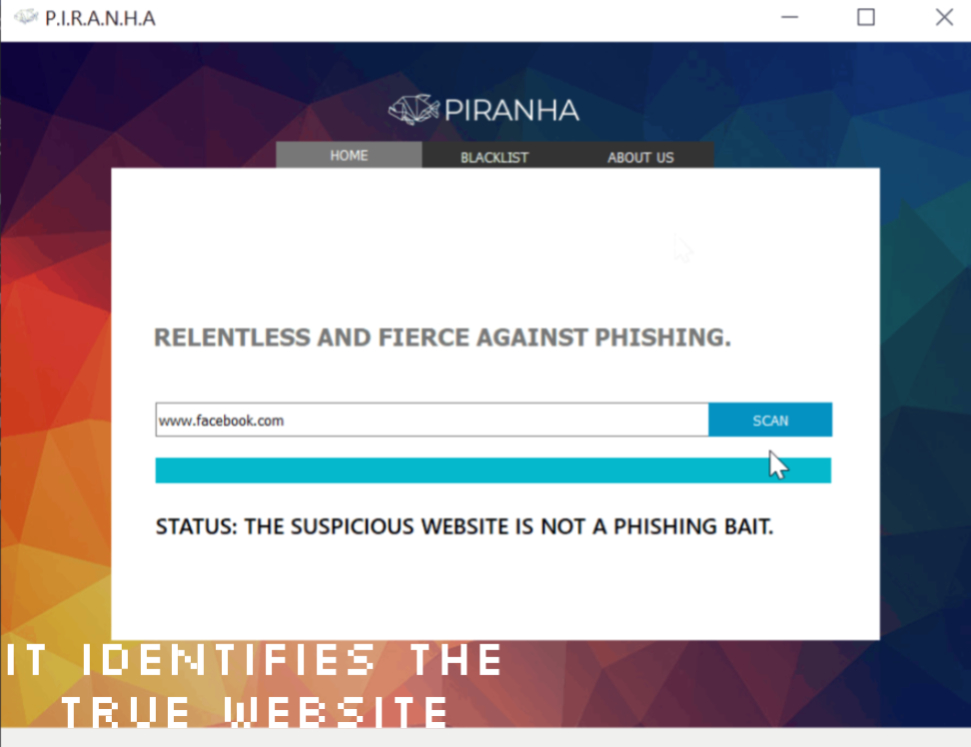 P.I.R.A.N.H.A
PIRANHA
HOME BLACKLIST ABOUT US
RELENTLESS AND FIERCE AGAINST PHISHING.
www.facebook.com SCAN
STATUS: THE SUSPICIOUS WEBSITE IS NOT A PHISHING BAIT.
IT IDENTIFIES THE
TRUE WEBSITE